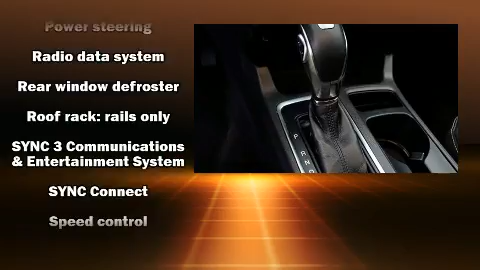 Power steering
Radio data system
Rear window defroster
Roof rack: rails only
SYNC 3 Communications
& Entertainment System
SYNC Connect
Speed control
P
R
N